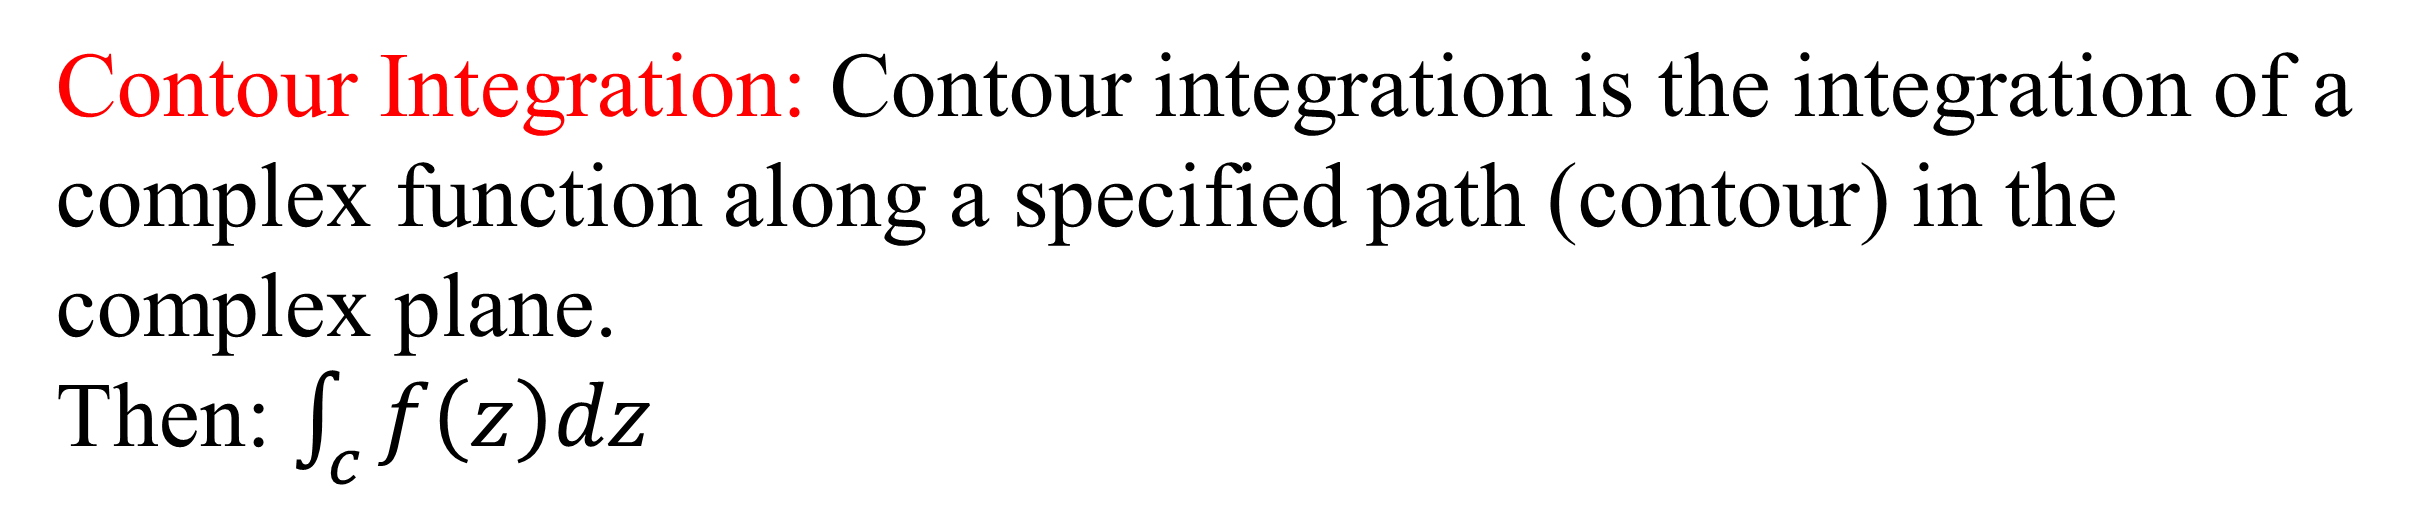 Contour Integration: Contour integration is the integration of a
complex function along a specified path (contour) in the
complex plane.
Then: ∫_c f(z)dz